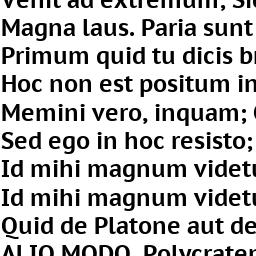 Venit ad extremum;
Magna laus. Paria sunt
Primum quid tu dicis
Hoc non est positum in
Memini vero, inquam;
Sed ego in hoc resisto;
Id mihi magnum
Id mihi magnum
Quid de Platone aut
ALIO MODO.